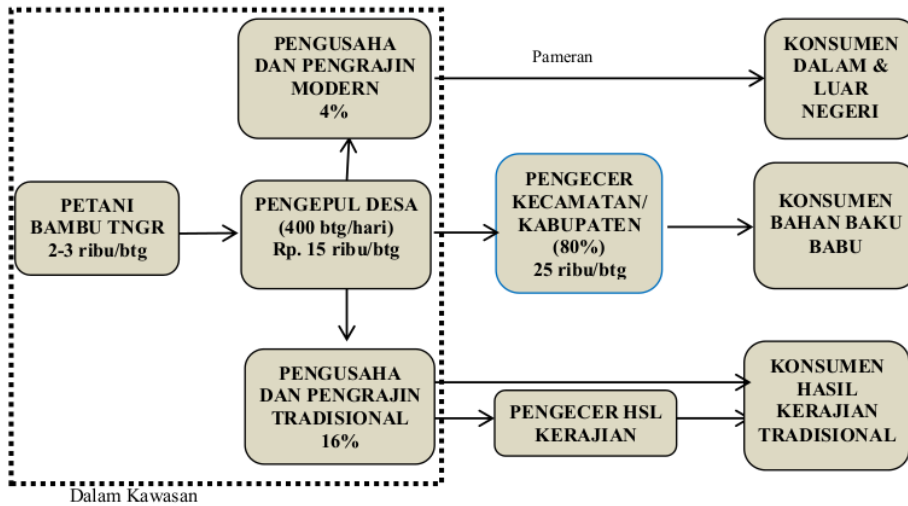 PENGUSAHA
DAN PENGRAJIN
MODERN
4%
Pameran
KONSUMEN
DALAM &
LUAR
NEGERI
PETANI
BAMBU TNGR
2-3 ribu/btg
PENGEPUL DESA
(400 btg/hari)
Rp. 15 ribu/btg
PENGECER
KECAMATAN/
KABUPATEN
(80%)
25 ribu/btg
KONSUMEN
BAHAN BAKU
BABU
PENGUSAHA
DAN PENGRAJIN
TRADISIONAL
16%
PENGECER HSL
KERAJIAN
KONSUMEN
HASIL
KERAJIAN
TRADISIONAL
Dalam Kawasan